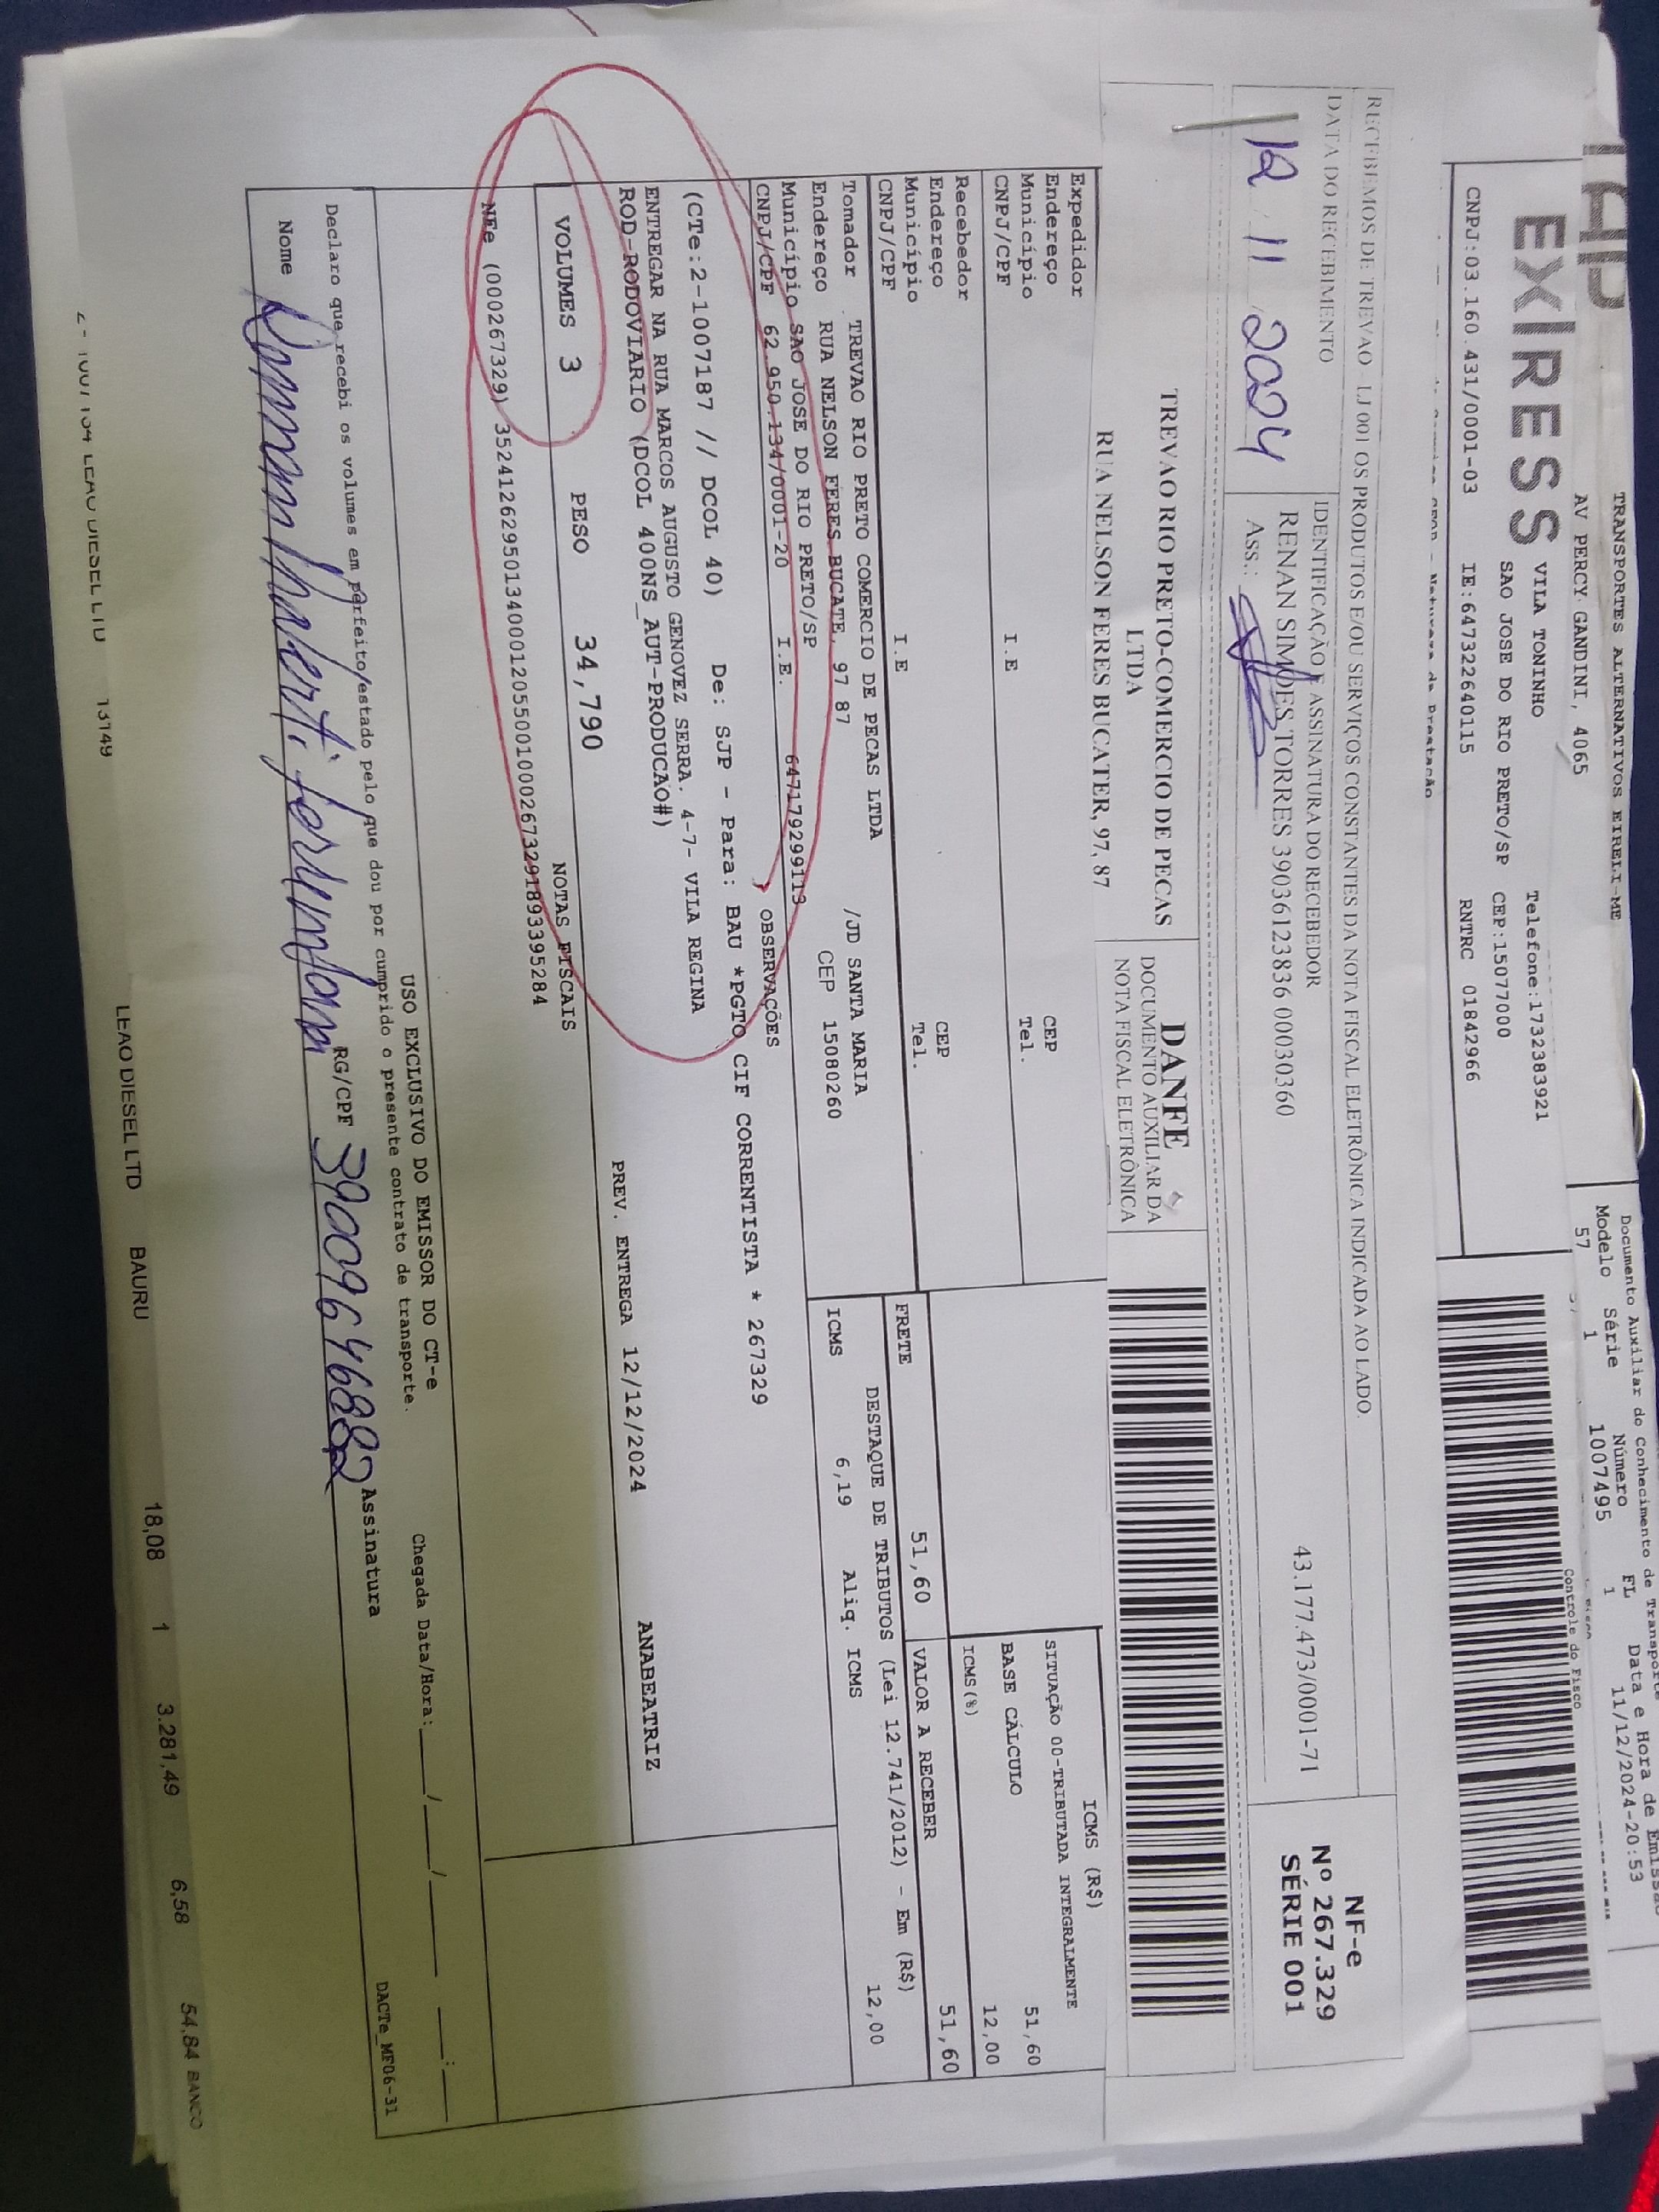 TRANSPORTES ALTERNATIVOS EIRELI-ME
AV PERCY GANDINI, 4065
EXPRESS
VILA TONINHO
Telefone:1732383921
SAO JOSE DO RIO PRETO/SP CEP:15077000
CNPJ:03.160.431/0001-03 IE:647322640115 RNTRC 01842966
Documento Auxiliar do Conhecimento de Transporte
Modelo Série Número FL Data e Hora de Emissão
57 1 1007495 1 11/12/2024-20:53
Controle do Fisco
RECEBEMOS DE TREVAO LJ 001 OS PRODUTOS E/OU SERVIÇOS CONSTANTES DA NOTA FISCAL ELETRÔNICA INDICADA AO LADO.
DATA DO RECEBIMENTO
12 11 2024
IDENTIFICAÇÃO E ASSINATURA DO RECEBEDOR
RENAN SIMOES TORRES 39036123836 00030360
43.177.473/0001-71
Ass.:
NF-e
Nº 267.329
SÉRIE 001
TREVAO RIO PRETO-COMERCIO DE PECAS
LTDA
RUA NELSON FERES BUCATER, 97, 87
DANFE
DOCUMENTO AUXILIAR DA
NOTA FISCAL ELETRÔNICA
Expedidor
Endereço CEP
Município Tel.
CNPJ/CPF I.E
Recebedor
Endereço CEP
Município Tel.
CNPJ/CPF I.E
Tomador TREVAO RIO PRETO COMERCIO DE PECAS LTDA
Endereço RUA NELSON FERES BUCATE, 97 87 /JD SANTA MARIA
Município SAO JOSE DO RIO PRETO/SP CEP 15080260
CNPJ/CPF 62.950.134/0001-20 I.E. 647179299113
ICMS (R$)
SITUAÇÃO 00-TRIBUTADA INTEGRALMENTE
BASE CÁLCULO 51,60
ICMS(%) 12,00
FRETE 51,60 VALOR A RECEBER 51,60
DESTAQUE DE TRIBUTOS (Lei 12.741/2012) - Em (R$)
ICMS 6,19 Aliq. ICMS 12,00
OBSERVAÇÕES
(CTe:2-1007187 // DCOL 40) De: SJP - Para: BAU *PGTO CIF CORRENTISTA * 267329
ENTREGAR NA RUA MARCOS AUGUSTO GENOVEZ SERRA. 4-7- VILA REGINA
ROD-RODOVIARIO (DCOL 400NS_AUT-PRODUCAO#)
PREV. ENTREGA 12/12/2024 ANABEATRIZ
VOLUMES 3 PESO 34,790
NOTAS FISCAIS
NFe (000267329) 35241262950134000120550010002673291893395284
USO EXCLUSIVO DO EMISSOR DO CT-e
Declaro que recebi os volumes em perfeito/estado pelo que dou por cumprido o presente contrato de transporte.
Chegada Data/Hora:____/____/____ __:__
Nome RG/CPF 39009646882 Assinatura
DACTe_MF06-31
LEAO DIESEL LTD 13149
LEAO DIESEL LTD BAURU 18,08 1 3.281,49 6,58 54,84 BANCO